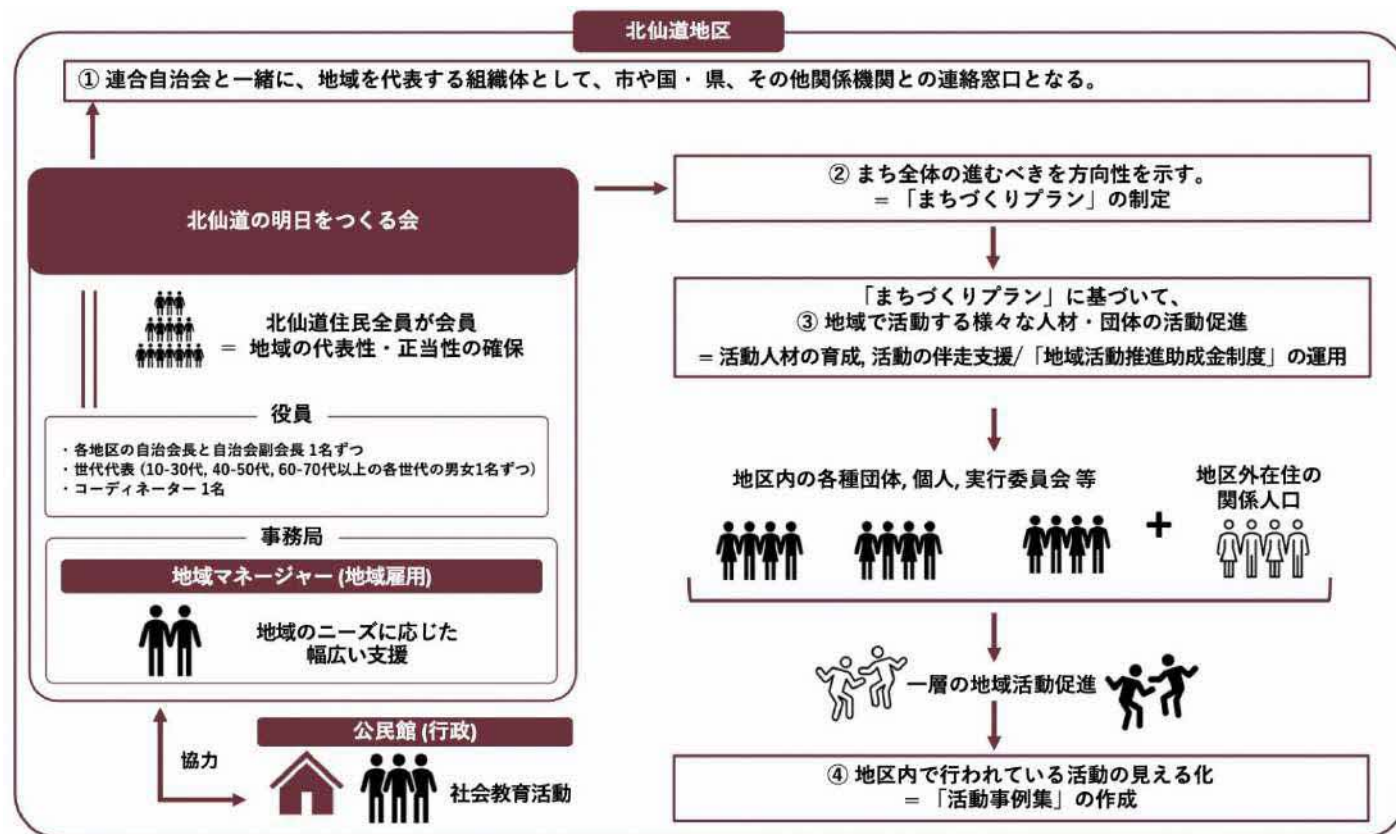 北仙道地区
① 連合自治会と一緒に、地域を代表する組織体として、市や国・ 県、その他関係機関との連絡窓口となる。
北仙道の明日をつくる会
北仙道住民全員が会員
= 地域の代表性・正当性の確保
役員
・各地区の自治会長と自治会副会長 1名ずつ
・世代代表 (10-30代, 40-50代, 60-70代以上の各世代の男女1名ずつ)
・コーディネーター 1名
事務局
地域マネージャー (地域雇用)
地域のニーズに応じた
幅広い支援
協力
公民館 (行政)
社会教育活動
② まち全体の進むべきを方向性を示す。
= 「まちづくりプラン」の制定
「まちづくりプラン」に基づいて、
③ 地域で活動する様々な人材・団体の活動促進
= 活動人材の育成, 活動の伴走支援/「地域活動推進助成金制度」の運用
地区内の各種団体, 個人, 実行委員会 等
+
地区外在住の
関係人口
一層の地域活動促進
④ 地区内で行われている活動の見える化
= 「活動事例集」の作成